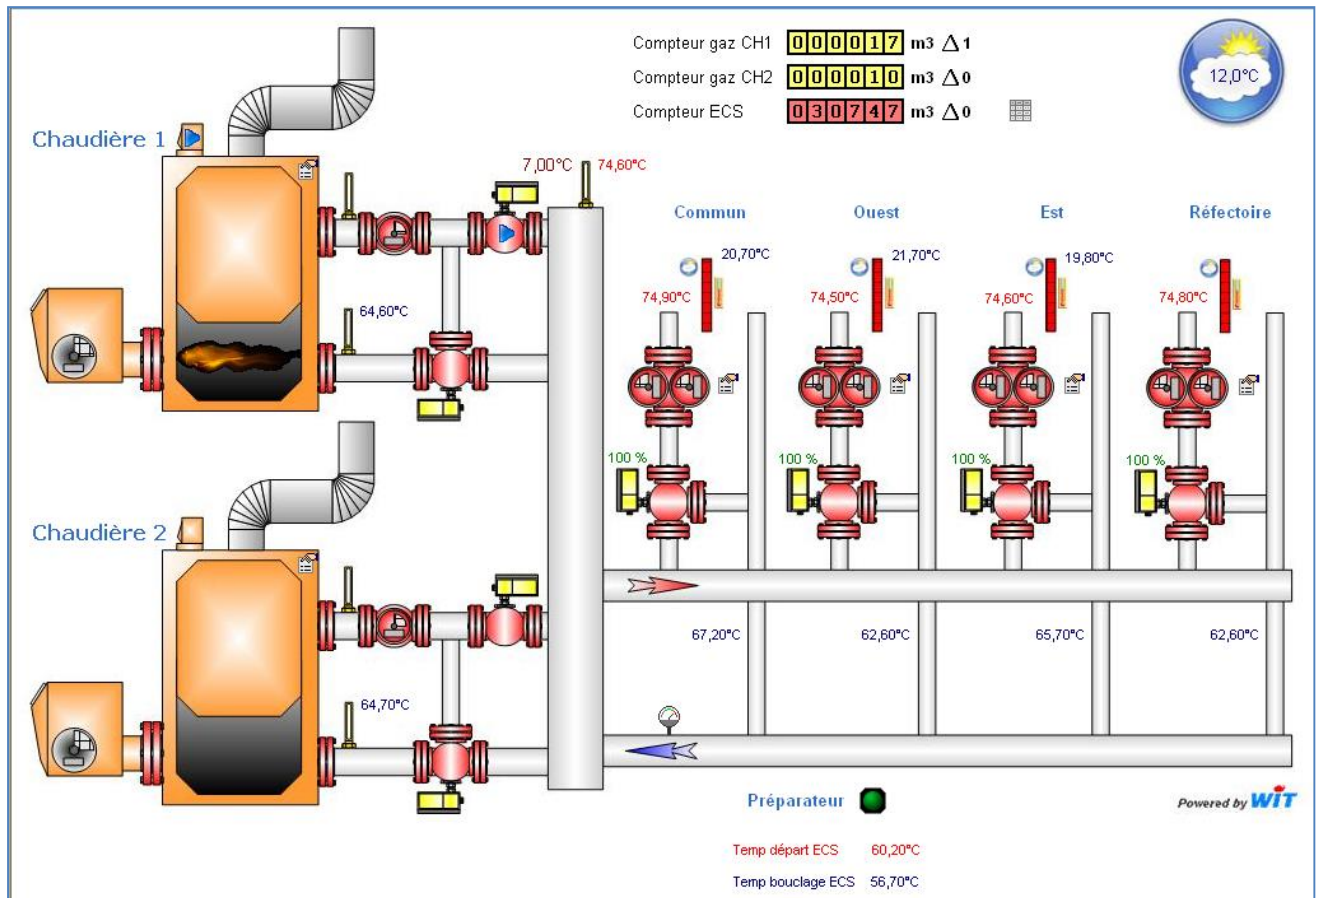 Compteur gaz CH1 000017 m3 Δ 1
Compteur gaz CH2 000010 m3 Δ 0
Compteur ECS 030747 m3 Δ 0
12,0°C
Chaudière 1
7,00°C 74,60°C
Commun Ouest Est Réfectoire
20,70°C 21,70°C 19,80°C
74,90°C 74,50°C 74,60°C 74,80°C
64,60°C
100 % 100 % 100 % 100 %
Chaudière 2
67,20°C 62,60°C 65,70°C 62,60°C
64,70°C
Préparateur
Powered by WIT
Temp départ ECS 60,20°C
Temp bouclage ECS 56,70°C